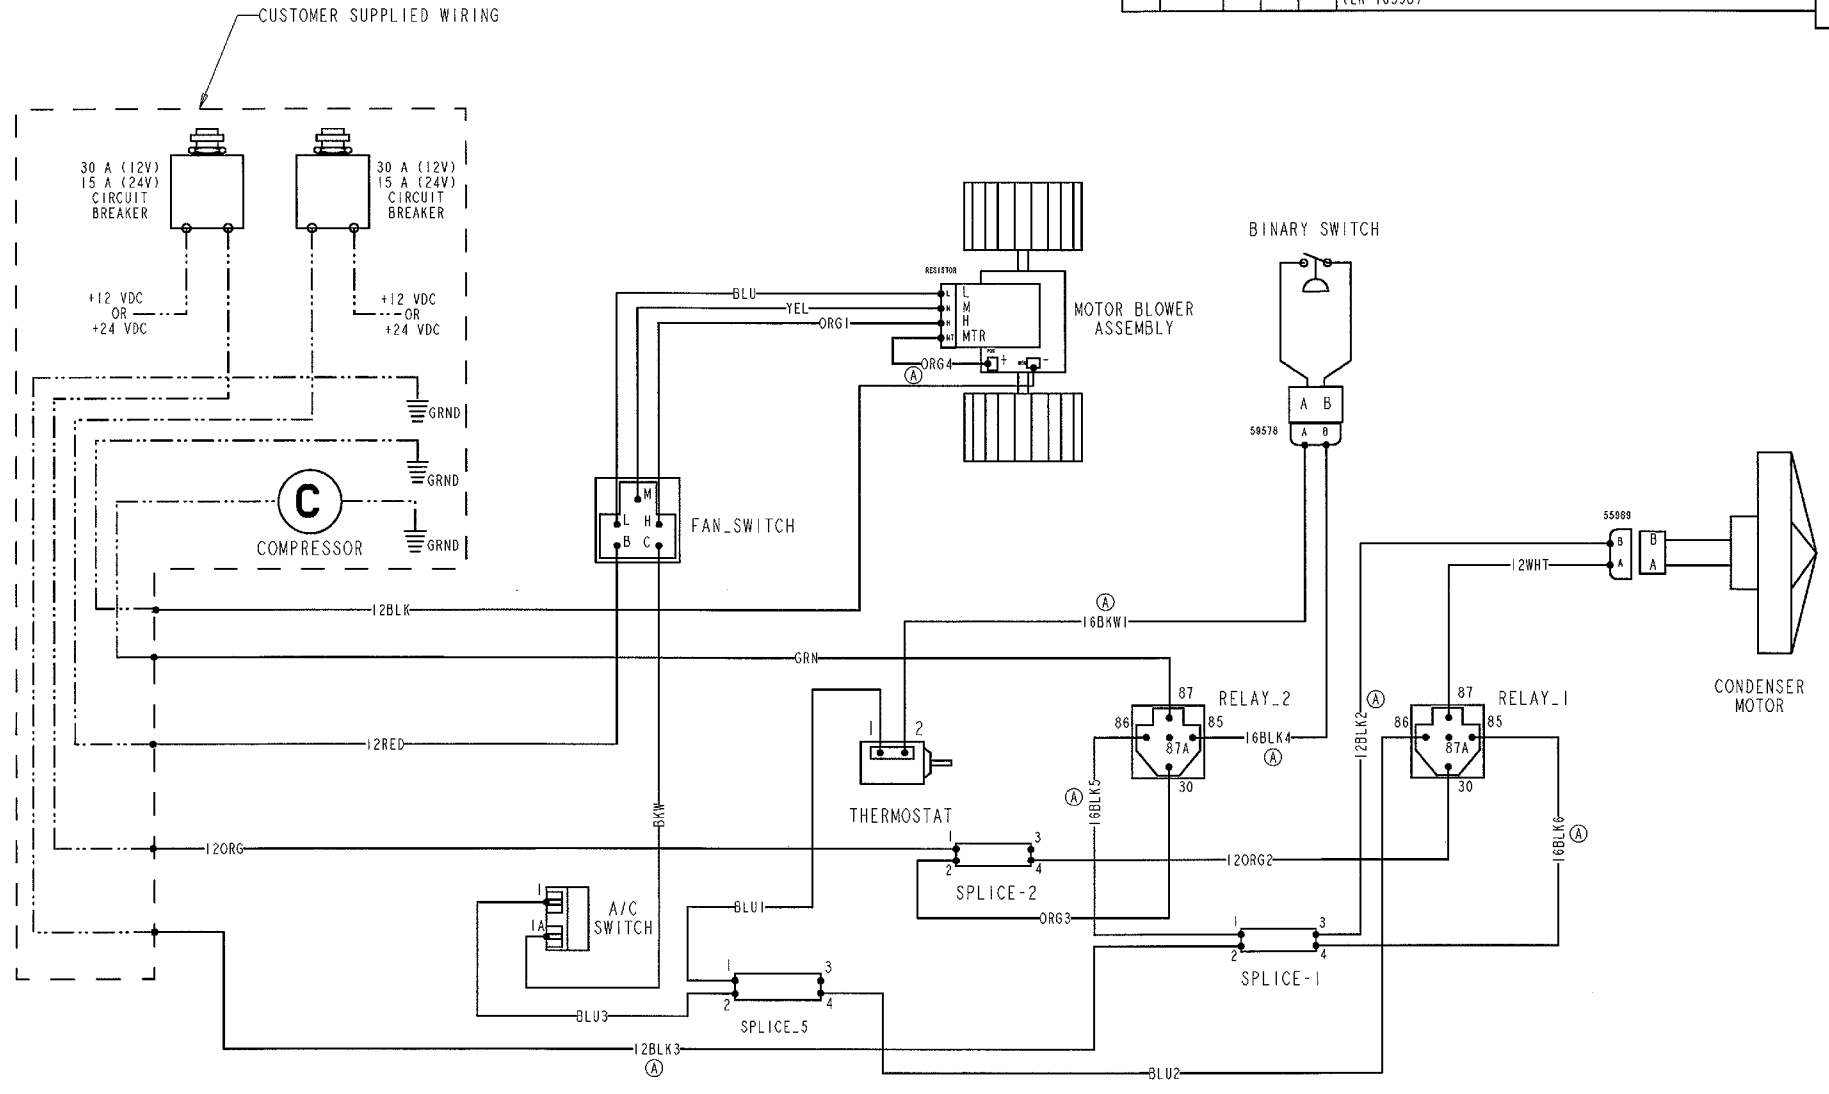 CUSTOMER SUPPLIED WIRING
30 A (12V)
15 A (24V)
CIRCUIT
BREAKER
30 A (12V)
15 A (24V)
CIRCUIT
BREAKER
+12 VDC
OR
+24 VDC
+12 VDC
OR
+24 VDC
GRND
GRND
GRND
C
COMPRESSOR
RESISTOR
BLU
YEL
ORG1
ORG4
A
L
M
H
MTR
L
M
H
+
-
MOTOR BLOWER
ASSEMBLY
BINARY SWITCH
A B
59578
A B
M
L H
B C
FAN_SWITCH
55989
B
A
B
A
12WHT
CONDENSER
MOTOR
12BLK
A
16BKW1
GRN
12RED
BKW
1 2
THERMOSTAT
87
RELAY_2
86
85
87A
30
16BLK4
A
16BLK5
A
12BLK2
A
87
RELAY_1
86
85
87A
30
16BLK6
A
12ORG
1
2
3
4
SPLICE-2
12ORG2
ORG3
1
1A
A/C
SWITCH
BLU1
1
2
3
4
SPLICE-1
1
2
3
4
SPLICE_5
BLU3
12BLK3
A
BLU2